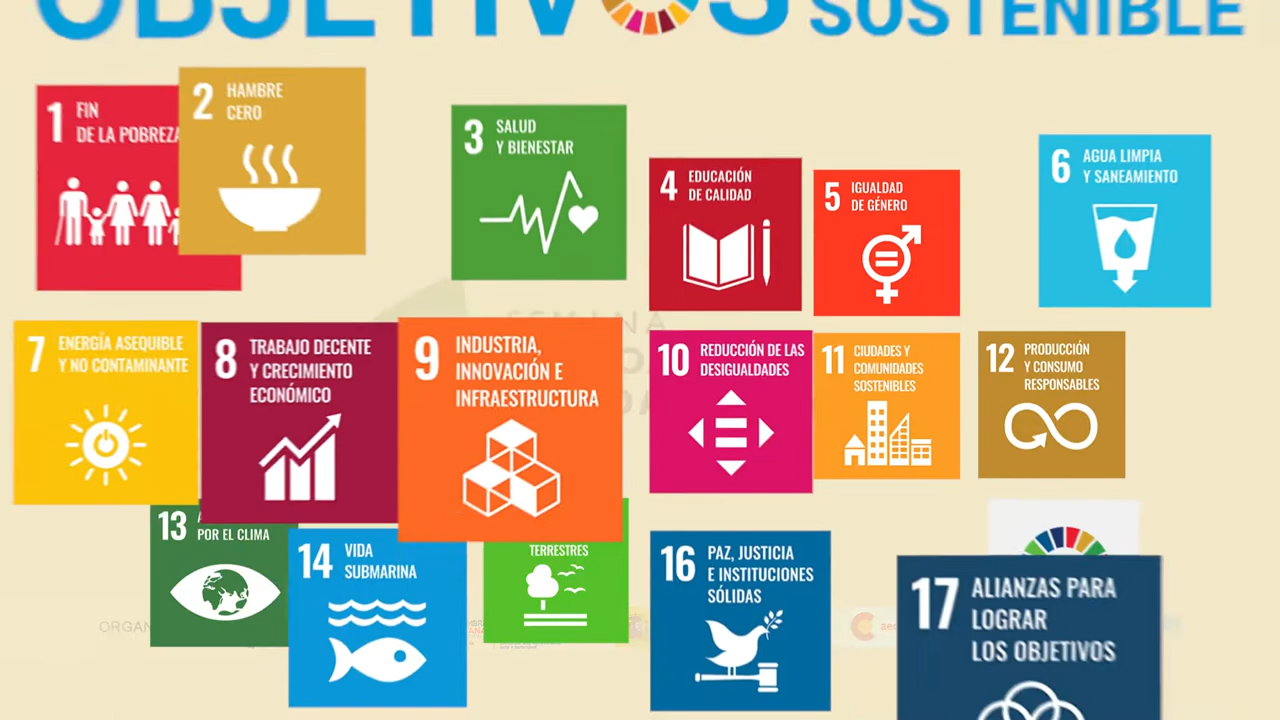 OBJETIVOS
SOSTENIBLE
1 FIN
DE LA POBREZA
2 HAMBRE
CERO
3 SALUD
Y BIENESTAR
4 EDUCACIÓN
DE CALIDAD
5 IGUALDAD
DE GÉNERO
6 AGUA LIMPIA
Y SANEAMIENTO
7 ENERGÍA ASEQUIBLE
Y NO CONTAMINANTE
8 TRABAJO DECENTE
Y CRECIMIENTO
ECONÓMICO
9 INDUSTRIA,
INNOVACIÓN E
INFRAESTRUCTURA
10 REDUCCIÓN DE LAS
DESIGUALDADES
11 CIUDADES Y
COMUNIDADES
SOSTENIBLES
12 PRODUCCIÓN
Y CONSUMO
RESPONSABLES
13
POR EL CLIMA
14 VIDA
SUBMARINA
TERRESTRES
16 PAZ, JUSTICIA
E INSTITUCIONES
SÓLIDAS
17 ALIANZAS PARA
LOGRAR
LOS OBJETIVOS